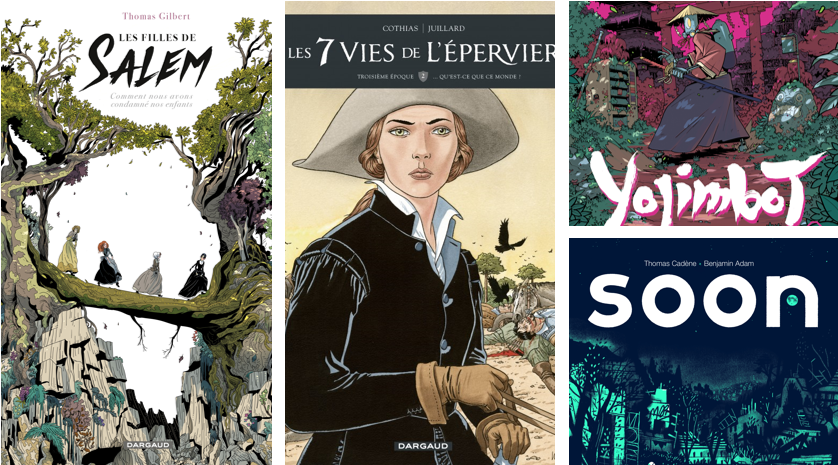 Thomas Gilbert
LES FILLES DE
SALEM
Comment nous avons
condamné nos enfants
DARGAUD
COTHIAS | JUILLARD
LES 7 VIES DE L'ÉPERVIER
TROISIÈME ÉPOQUE 2 ... QU'EST-CE QUE CE MONDE ?
DARGAUD
YojimboT
Thomas Cadène - Benjamin Adam
soon